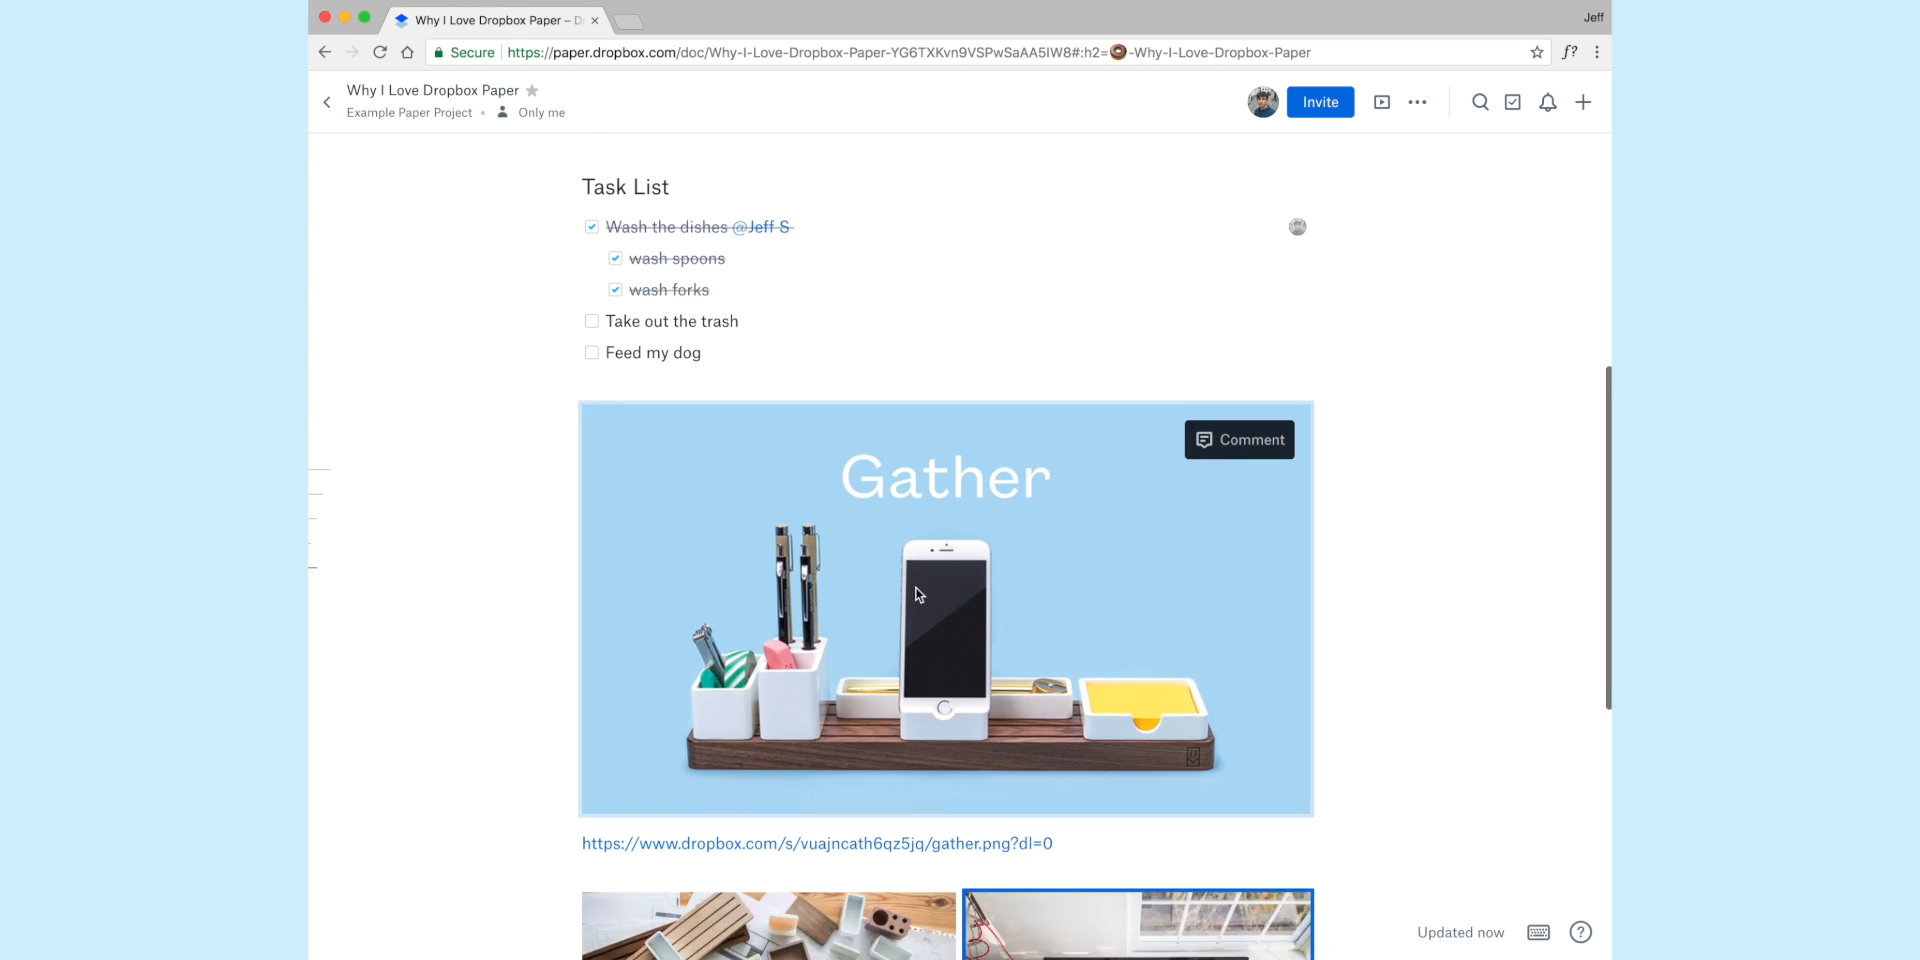 Why I Love Dropbox Paper – Dr
Jeff
Secure
https://paper.dropbox.com/doc/Why-I-Love-Dropbox-Paper-YG6TXKvn9VSPwSaAA5IW8#:h2=🍩-Why-I-Love-Dropbox-Paper
f?
Why I Love Dropbox Paper
Example Paper Project • Only me
Invite
Task List
Wash the dishes @Jeff S
wash spoons
wash forks
Take out the trash
Feed my dog
Comment
Gather
https://www.dropbox.com/s/vuajncath6qz5jq/gather.png?dl=0
Updated now
?